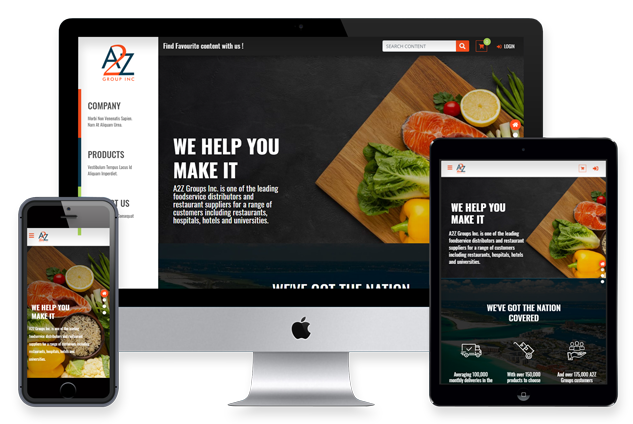 A2Z
GROUP INC
Find Favourite content with us !
SEARCH CONTENT
LOGIN
COMPANY
Morbi Non Venenatis Sapien.
Nam At Aliquam Urna.
PRODUCTS
Vestibulum Tempus Lacus Id
Aliquam Imperdiet.
US
WE HELP YOU
MAKE IT
A2Z Groups Inc. is one of the leading
foodservice distributors and
restaurant suppliers for a range of
customers including restaurants,
hospitals, hotels and universities.
WE'VE GOT THE NATION
A2Z
WE HELP YOU
MAKE IT
A2Z Groups Inc. is one of the leading
foodservice distributors and restaurant
suppliers for a range of customers
including restaurants, hospitals, hotels
and universities.
WE'VE GOT THE NATION
COVERED
Averaging 100,000
monthly deliveries in the
With over 150,000
products to choose
And over 175,000 A2Z
Groups customers
A2Z
WE HELP YOU
MAKE IT
A2Z Groups Inc. is one of the leading
foodservice distributors and restaurant
suppliers for a range of customers including
restaurants, hospitals, hotels and
universities.